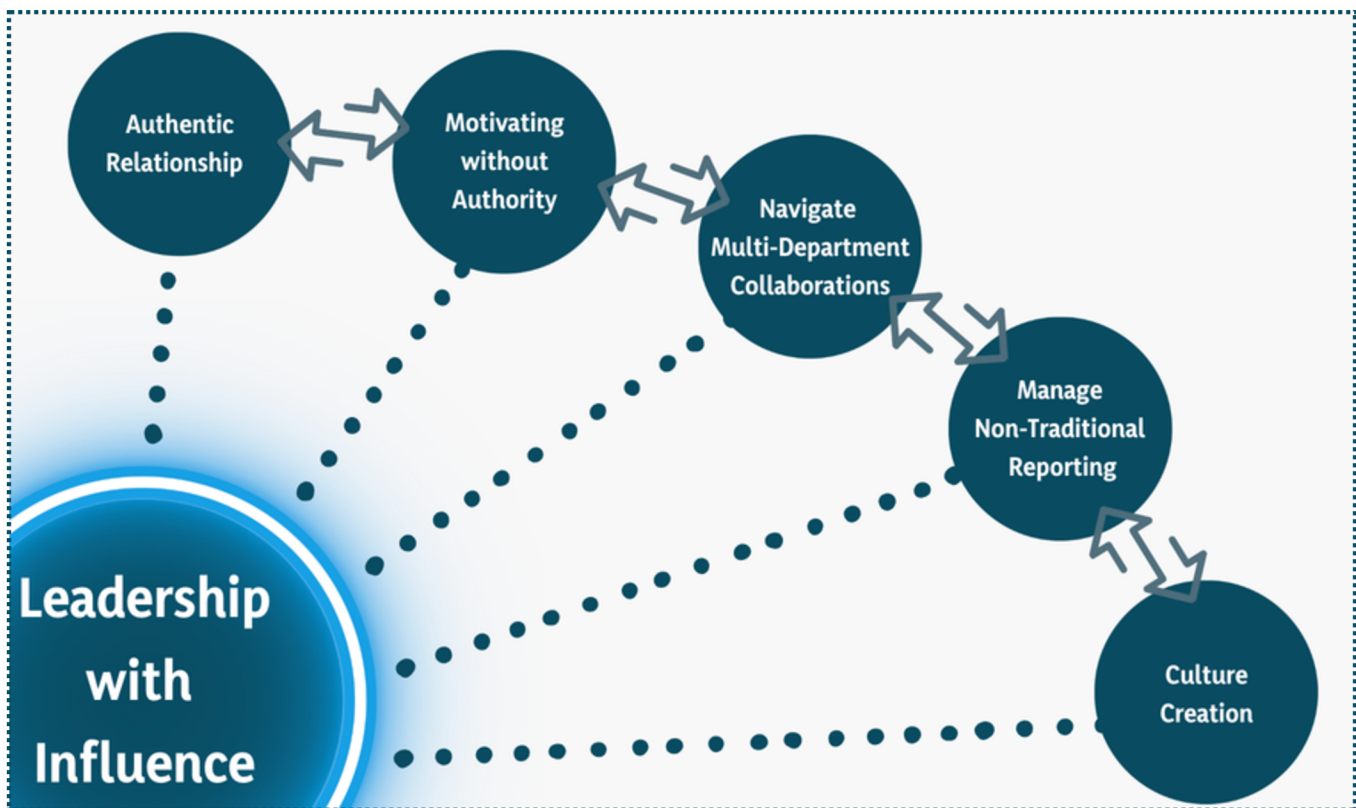 Authentic
Relationship
Motivating
without
Authority
Navigate
Multi-Department
Collaborations
Manage
Non-Traditional
Reporting
Culture
Creation
Leadership
with
Influence